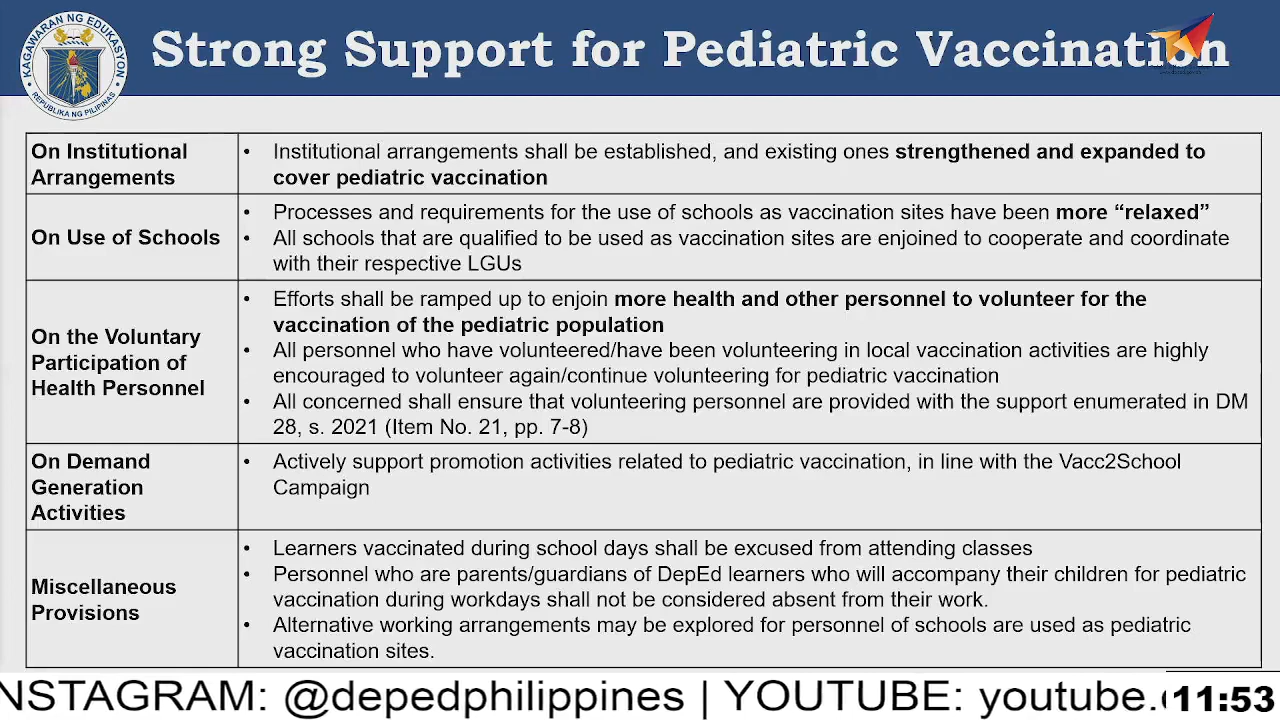 KAGAWARAN NG EDUKASYON
REPUBLIKA NG PILIPINAS
Strong Support for Pediatric Vaccination
On Institutional
Arrangements
• Institutional arrangements shall be established, and existing ones strengthened and expanded to
cover pediatric vaccination
On Use of Schools
• Processes and requirements for the use of schools as vaccination sites have been more “relaxed”
• All schools that are qualified to be used as vaccination sites are enjoined to cooperate and coordinate
with their respective LGUs
On the Voluntary
Participation of
Health Personnel
• Efforts shall be ramped up to enjoin more health and other personnel to volunteer for the
vaccination of the pediatric population
• All personnel who have volunteered/have been volunteering in local vaccination activities are highly
encouraged to volunteer again/continue volunteering for pediatric vaccination
• All concerned shall ensure that volunteering personnel are provided with the support enumerated in DM
28, s. 2021 (Item No. 21, pp. 7-8)
On Demand
Generation
Activities
• Actively support promotion activities related to pediatric vaccination, in line with the Vacc2School
Campaign
Miscellaneous
Provisions
• Learners vaccinated during school days shall be excused from attending classes
• Personnel who are parents/guardians of DepEd learners who will accompany their children for pediatric
vaccination during workdays shall not be considered absent from their work.
• Alternative working arrangements may be explored for personnel of schools are used as pediatric
vaccination sites.
NSTAGRAM: @depedphilippines | YOUTUBE: youtube.
11:53